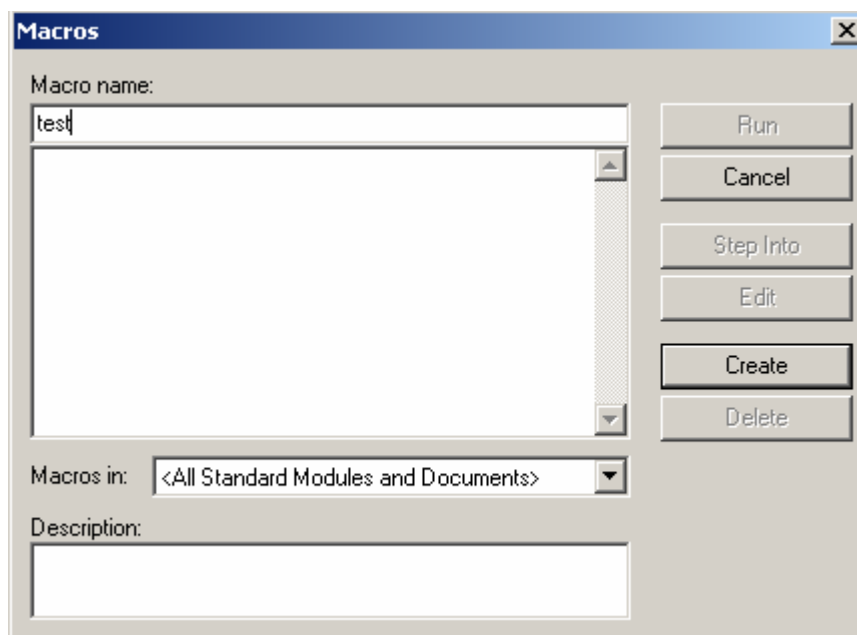 Macros
Macro name:
test
Run
Cancel
Step Into
Edit
Create
Delete
Macros in:
<All Standard Modules and Documents>
Description: